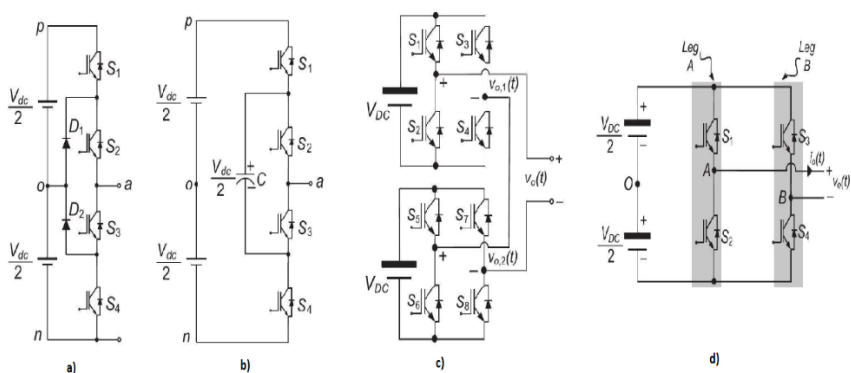 p
S1
Vdc
2
D1
S2
o
a
D2
S3
Vdc
2
S4
n
a)
p
S1
Vdc
2
S2
Vdc
2
+
C
−
o
a
S3
Vdc
2
S4
n
b)
S1
S3
+
vo,1(t)
VDC
−
S2
S4
+
vo(t)
−
S5
S7
+
−
vo,2(t)
VDC
S6
S8
c)
Leg A
Leg B
+
VDC
2
−
S1
S3
A
io(t)
+
vo(t)
O
B
−
+
VDC
2
−
S2
S4
d)